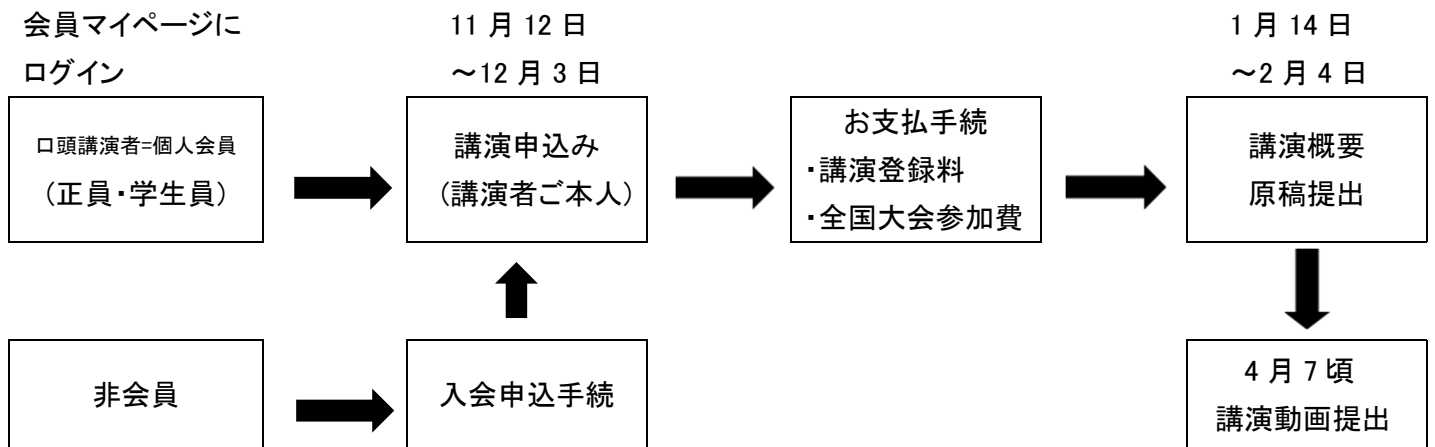 会員マイページに
ログイン
11 月 12 日
～12 月 3 日
1 月 14 日
～2 月 4 日
口頭講演者=個人会員
（正員・学生員）
講演申込み
（講演者ご本人）
お支払手続
・講演登録料
・全国大会参加費
講演概要
原稿提出
非会員
入会申込手続
4 月 7 頃
講演動画提出